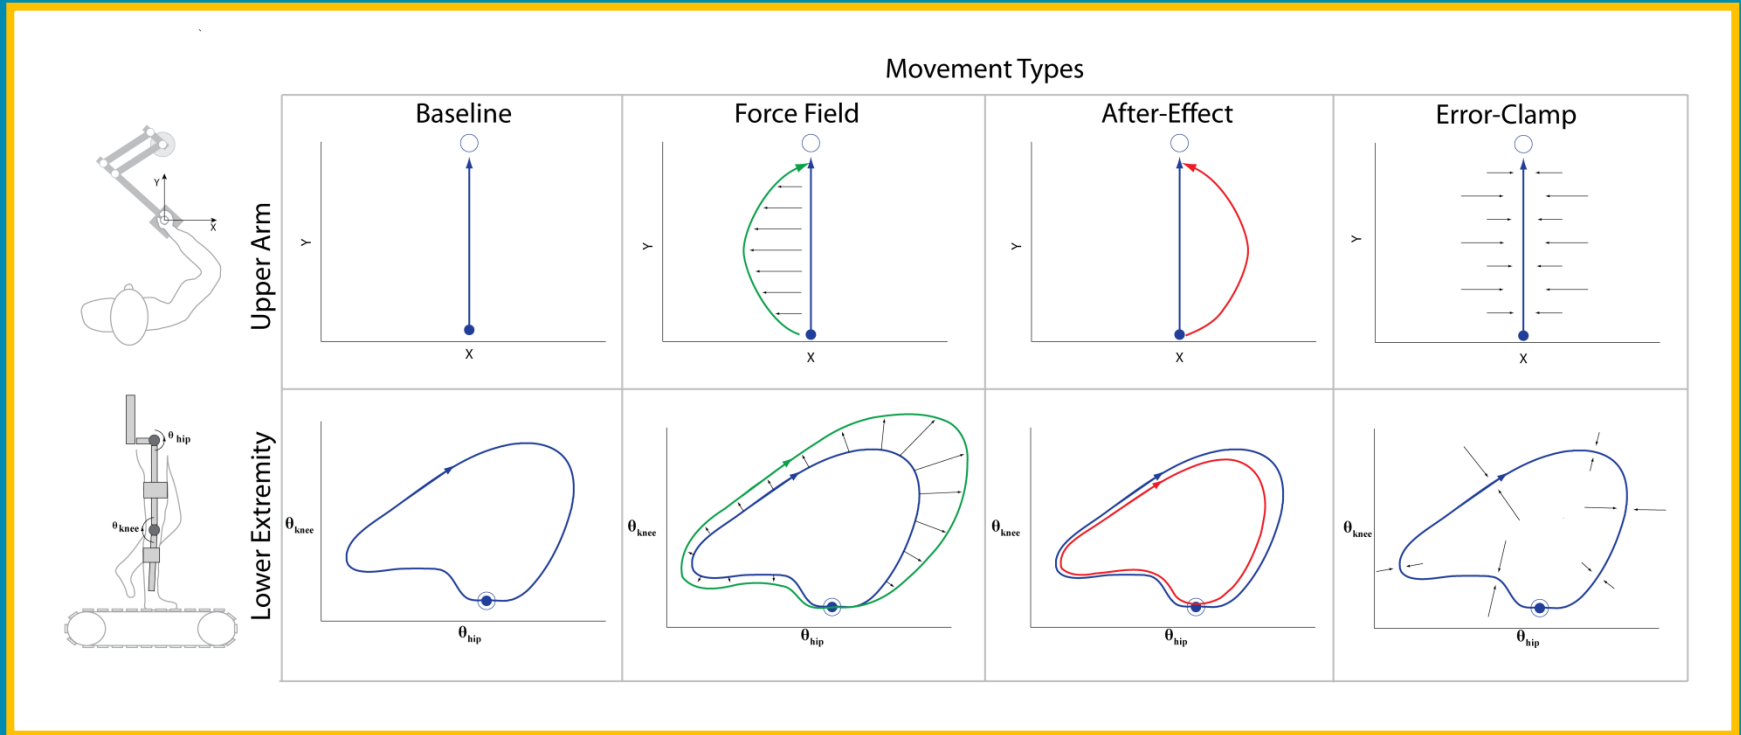 Movement Types
Baseline
Force Field
After-Effect
Error-Clamp
Upper Arm
Y
X
Y
X
Y
X
Y
X
Y
X
Lower Extremity
θ hip
θ knee
θknee
θhip
θknee
θhip
θknee
θhip
θknee
θhip